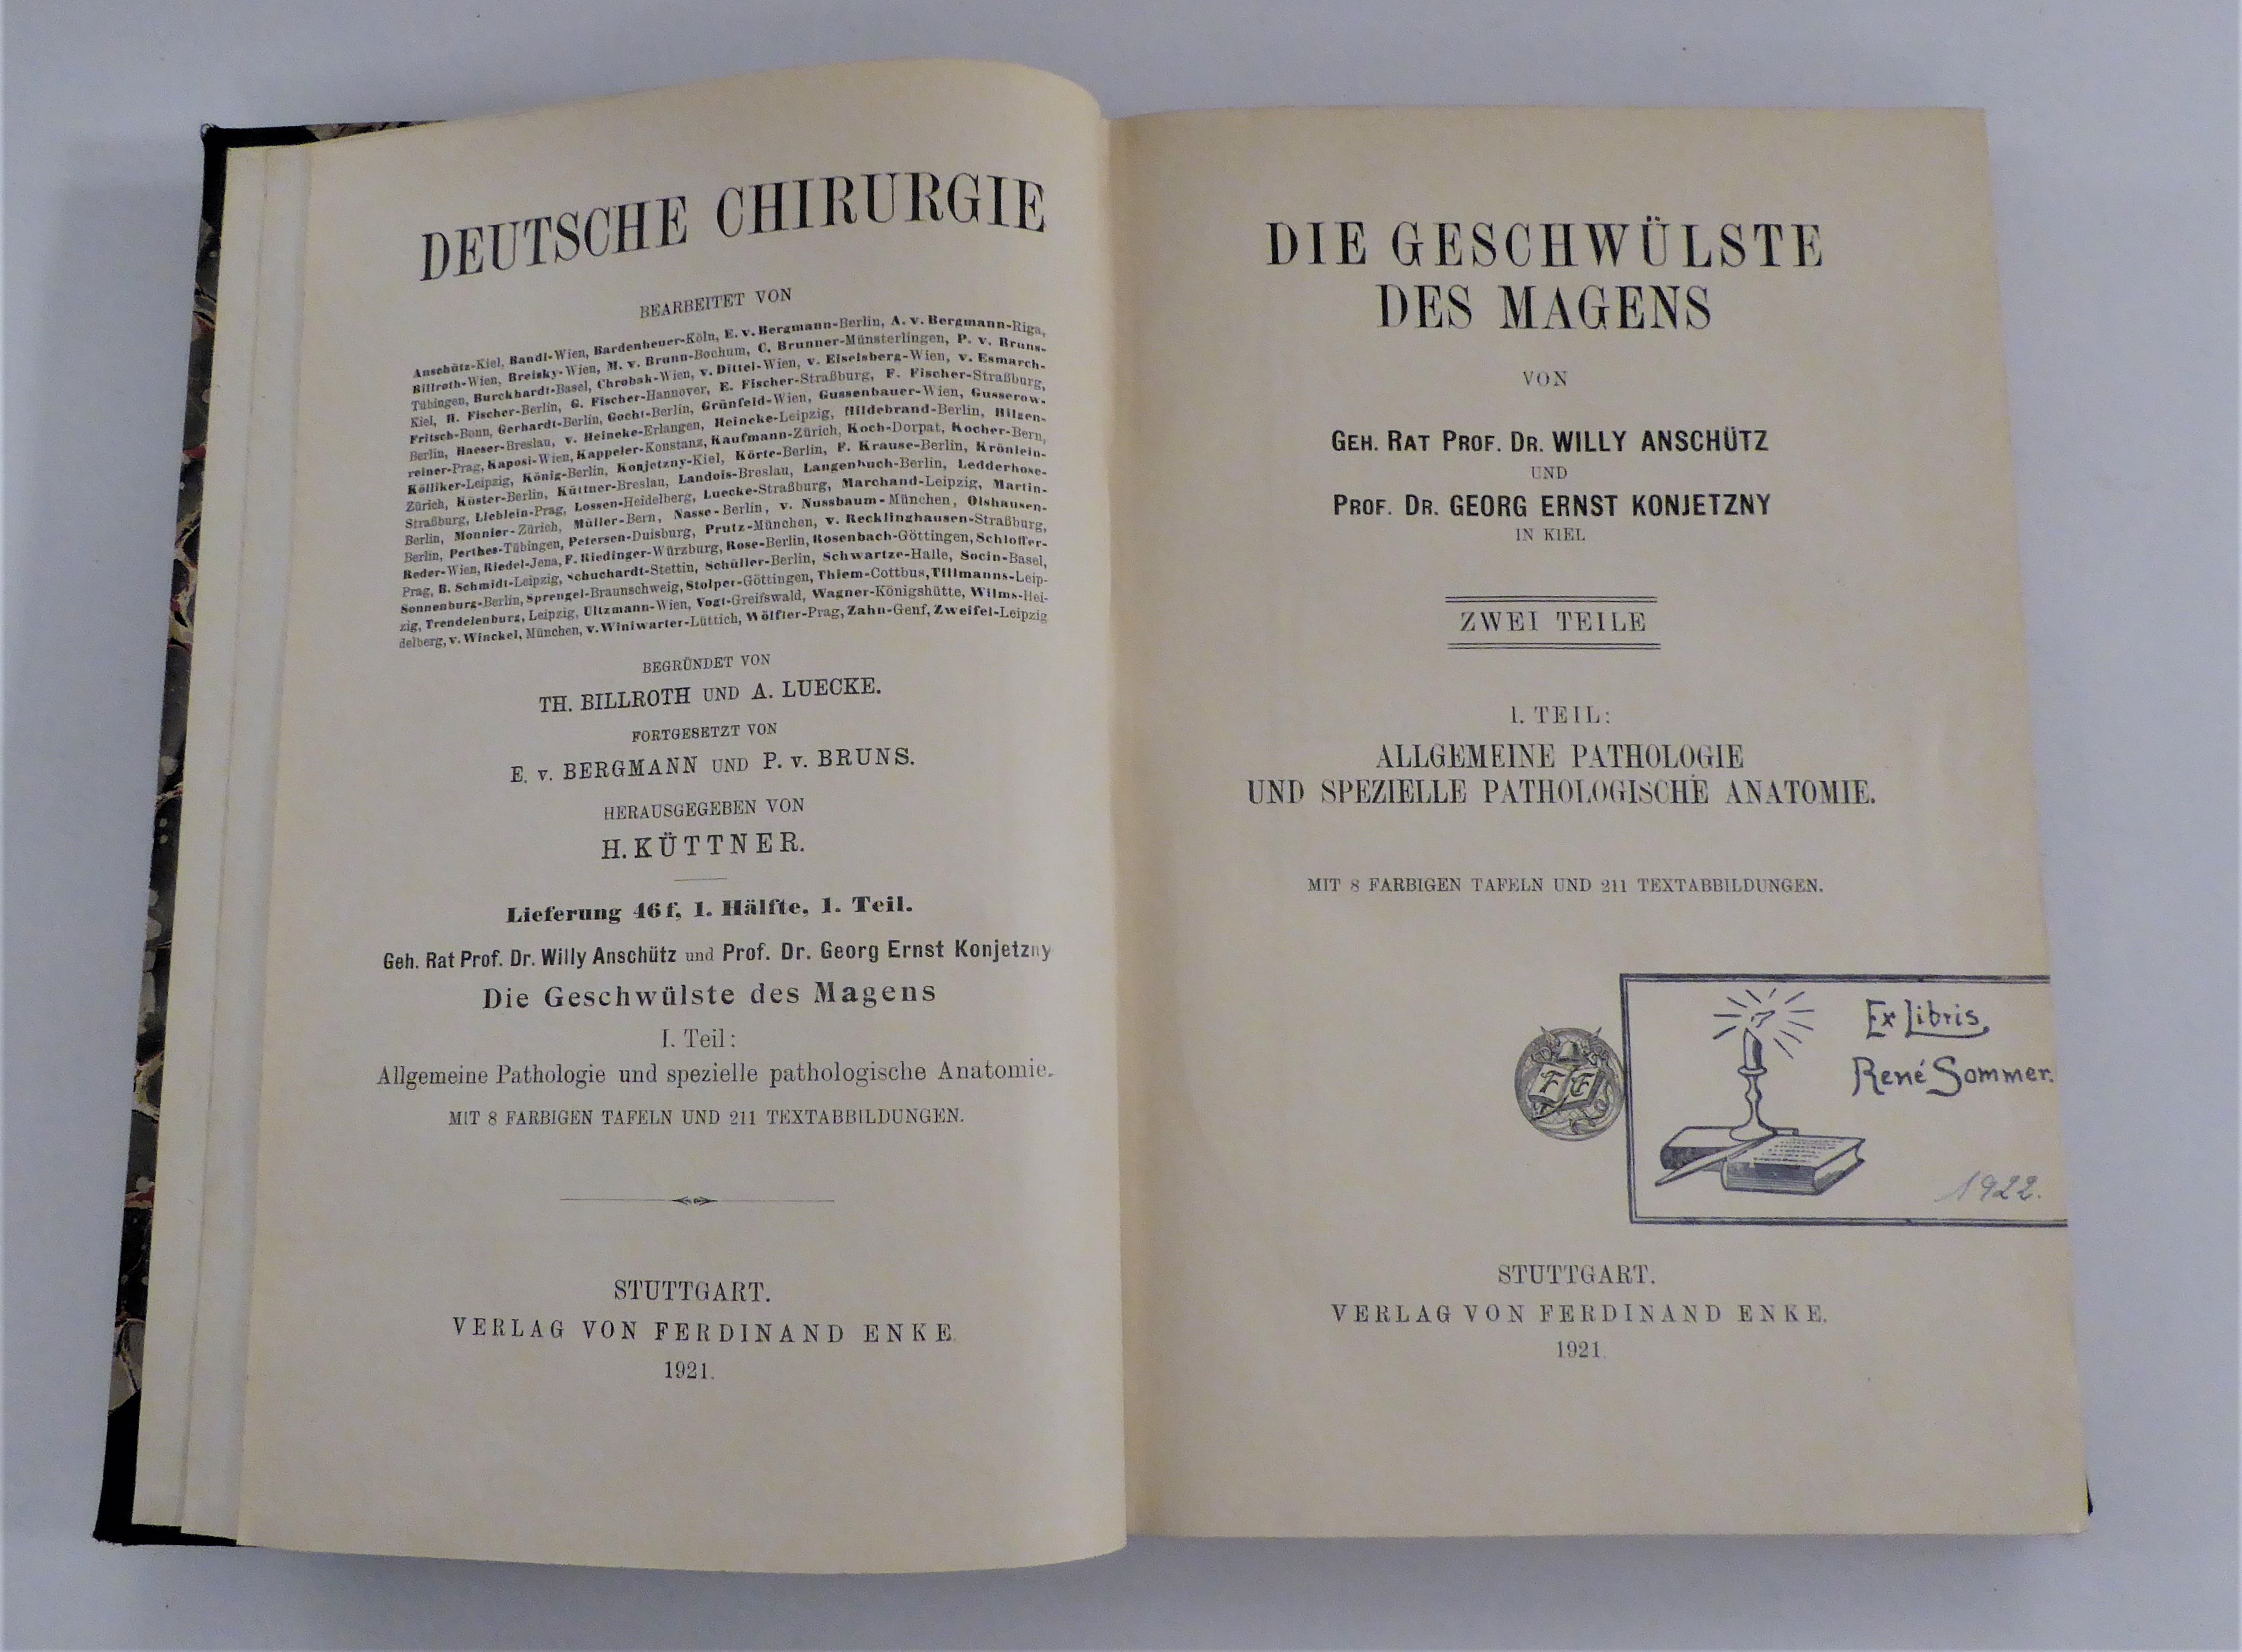 DEUTSCHE CHIRURGIE
BEARBEITET VON
Anschütz-Kiel, Bandl-Wien, Bardenheuer-Köln, E. v. Bergmann-Berlin, A. v. Bergmann-Riga,
Billroth-Wien, Breisky-Wien, M. v. Brunn-Bochum, C. Brunner-Münsterlingen, P. v. Bruns-
Tübingen, Burckhardt-Basel, Chrobak-Wien, v. Dittel-Wien, v. Eiselsberg-Wien, v. Esmarch-
Kiel, H. Fischer-Berlin, G. Fischer-Hannover, E. Fischer-Straßburg, F. Fischer-Straßburg,
Fritsch-Bonn, Gerhardt-Berlin, Gocht-Berlin, Grünfeld-Wien, Gussenbauer-Wien, Gusserow-
Berlin, Haeser-Breslau, v. Heineke-Erlangen, Heincke-Leipzig, Hildebrand-Berlin, Hilgen-
reiner-Prag, Kaposi-Wien, Kappeler-Konstanz, Kaufmann-Zürich, Koch-Dorpat, Kocher-Bern,
Kölliker-Leipzig, König-Berlin, Konjetzny-Kiel, Körte-Berlin, F. Krause-Berlin, Krönlein-
Zürich, Küster-Berlin, Küttner-Breslau, Landois-Breslau, Langenbuch-Berlin, Ledderhose-
Straßburg, Lieblein-Prag, Lossen-Heidelberg, Luecke-Straßburg, Marchand-Leipzig, Martin-
Berlin, Monnier-Zürich, Müller-Bern, Nasse-Berlin, v. Nussbaum-München, Olshausen-
Berlin, Perthes-Tübingen, Petersen-Duisburg, Prutz-München, v. Recklinghausen-Straßburg,
Reder-Wien, Riedel-Jena, F. Riedinger-Würzburg, Rose-Berlin, Rosenbach-Göttingen, Schloffer-
Prag, B. Schmidt-Leipzig, Schuchardt-Stettin, Schüller-Berlin, Schwartze-Halle, Socin-Basel,
Sonnenburg-Berlin, Sprengel-Braunschweig, Stolper-Göttingen, Thiem-Cottbus, Tillmanns-Leip-
zig, Trendelenburg, Leipzig, Ultzmann-Wien, Vogt-Greifswald, Wagner-Königshütte, Wilms-Hei-
delberg, v. Winckel, München, v. Winiwarter-Lüttich, Wölfler-Prag, Zahn-Genf, Zweifel-Leipzig
BEGRÜNDET VON
TH. BILLROTH UND A. LUECKE.
FORTGESETZT VON
E. v. BERGMANN UND P. v. BRUNS.
HERAUSGEGEBEN VON
H. KÜTTNER.
Lieferung 46 f, 1. Hälfte, 1. Teil.
Geh. Rat Prof. Dr. Willy Anschütz und Prof. Dr. Georg Ernst Konjetzny
Die Geschwülste des Magens
I. Teil:
Allgemeine Pathologie und spezielle pathologische Anatomie.
MIT 8 FARBIGEN TAFELN UND 211 TEXTABBILDUNGEN.
STUTTGART.
VERLAG VON FERDINAND ENKE.
1921.
DIE GESCHWÜLSTE
DES MAGENS
VON
GEH. RAT PROF. DR. WILLY ANSCHÜTZ
UND
PROF. DR. GEORG ERNST KONJETZNY
IN KIEL
ZWEI TEILE
I. TEIL:
ALLGEMEINE PATHOLOGIE
UND SPEZIELLE PATHOLOGISCHE ANATOMIE.
MIT 8 FARBIGEN TAFELN UND 211 TEXTABBILDUNGEN.
F E
Ex Libris
René Sommer.
1922.
STUTTGART.
VERLAG VON FERDINAND ENKE.
1921.